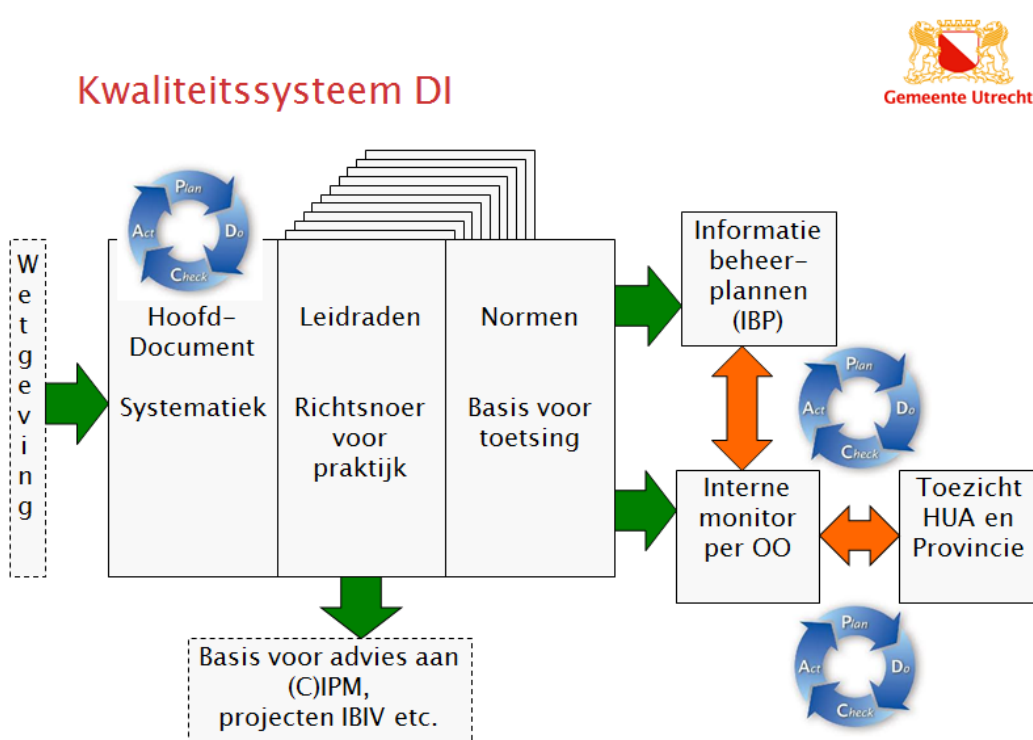 Kwaliteitssysteem DI
Gemeente Utrecht
Wetgeving
Plan
Do
Check
Act
Hoofd-
Document
Systematiek
Leidraden
Richtsnoer
voor
praktijk
Normen
Basis voor
toetsing
Informatie
beheer-
plannen
(IBP)
Plan
Do
Check
Act
Interne
monitor
per OO
Toezicht
HUA en
Provincie
Plan
Do
Check
Act
Basis voor advies aan
(C)IPM,
projecten IBIV etc.